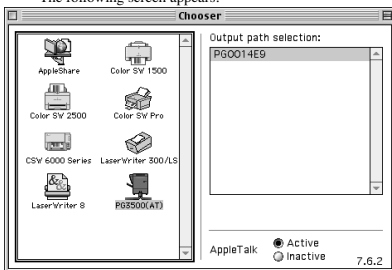 The following screen appears.
Chooser
AppleShare
Color SW 1500
Color SW 2500
Color SW Pro
CSW 6000 Series
LaserWriter 300/LS
LaserWriter 8
PG3500(AT)
Output path selection:
PG0014E9
AppleTalk
Active
Inactive
7.6.2